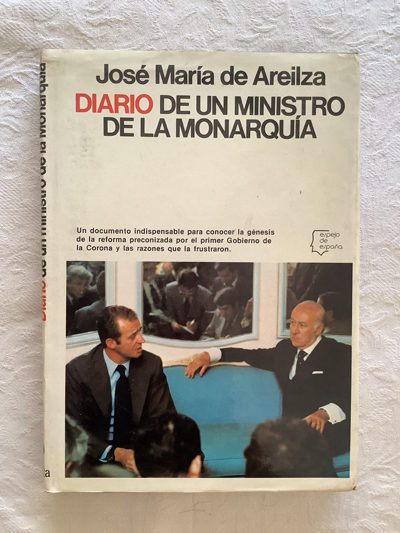 José María de Areilza
DIARIO DE UN MINISTRO
DE LA MONARQUÍA
Un documento indispensable para conocer la génesis
de la reforma preconizada por el primer Gobierno de
la Corona y las razones que la frustraron.
espejo
de
españa
Diario de un ministro de la Monarquía
a